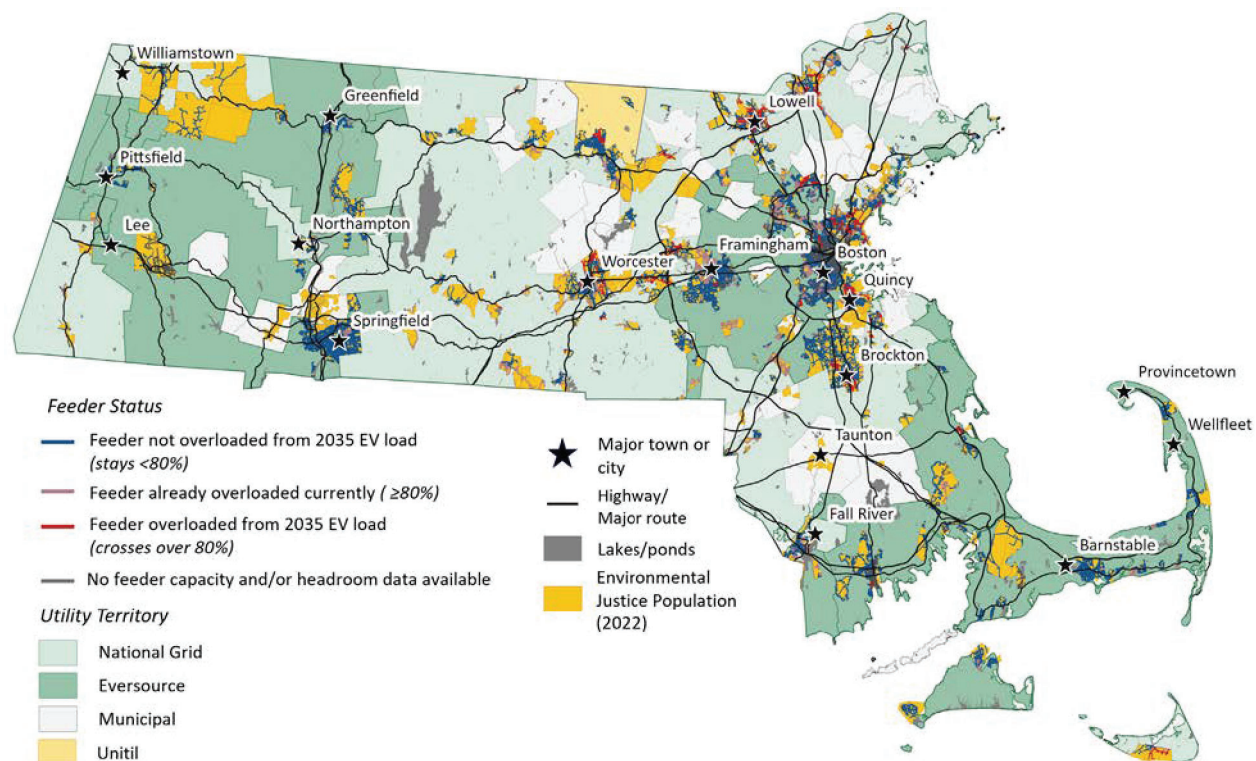 Williamstown
Greenfield
Lowell
Pittsfield
Lee
Northampton
Framingham
Boston
Worcester
Quincy
Springfield
Brockton
Provincetown
Wellfleet
Taunton
Fall River
Barnstable
Feeder Status
Feeder not overloaded from 2035 EV load
(stays <80%)
Feeder already overloaded currently ( ≥80%)
Feeder overloaded from 2035 EV load
(crosses over 80%)
No feeder capacity and/or headroom data available
Utility Territory
National Grid
Eversource
Municipal
Unitil
Major town or
city
Highway/
Major route
Lakes/ponds
Environmental
Justice Population
(2022)